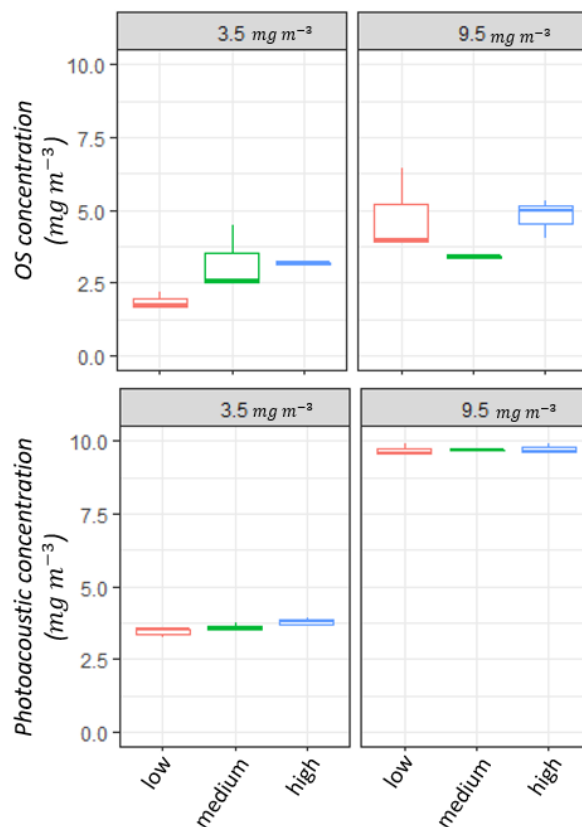 3.5 mg m⁻³
9.5 mg m⁻³
OS concentration
(mg m⁻³)
10.0
7.5
5.0
2.5
0.0
3.5 mg m⁻³
9.5 mg m⁻³
Photoacoustic concentration
(mg m⁻³)
10.0
7.5
5.0
2.5
0.0
low
medium
high
low
medium
high